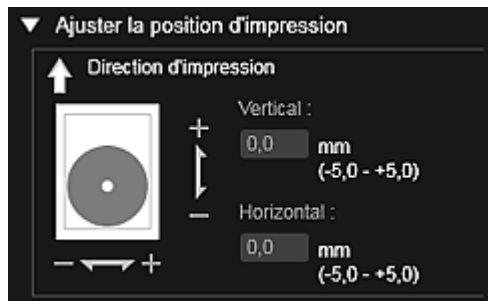 Ajuster la position d'impression
Direction d'impression
Vertical :
+
0,0 mm
(-5,0 - +5,0)
−
Horizontal :
0,0 mm
− +
(-5,0 - +5,0)